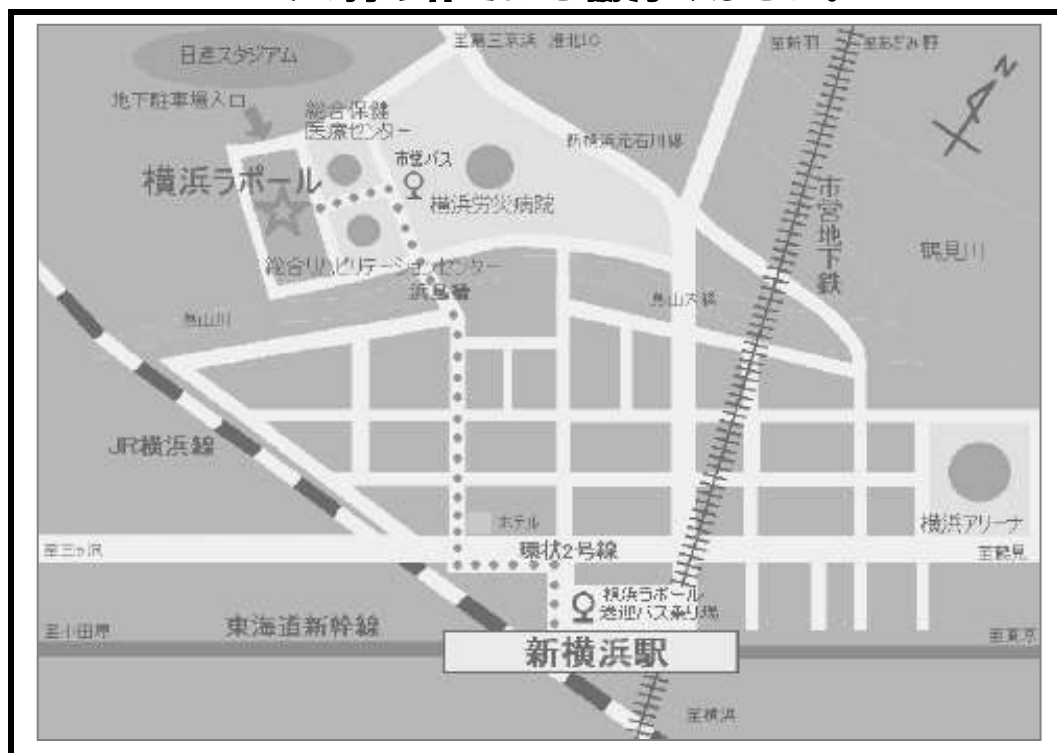 至第三京浜 港北IC
至新羽
至あざみ野
日産スタジアム
地下駐車場入口
総合保健
医療センター
市営バス
新横浜元石川線
N
横浜ラポール
横浜労災病院
市営地下鉄
鶴見川
総合リハビリテーションセンター
浜鳥橋
鳥山川
鳥山大橋
JR横浜線
横浜アリーナ
ホテル
至三ッ沢
環状2号線
至鶴見
横浜ラポール
送迎バス乗り場
至小田原
東海道新幹線
至東京
新横浜駅
至横浜